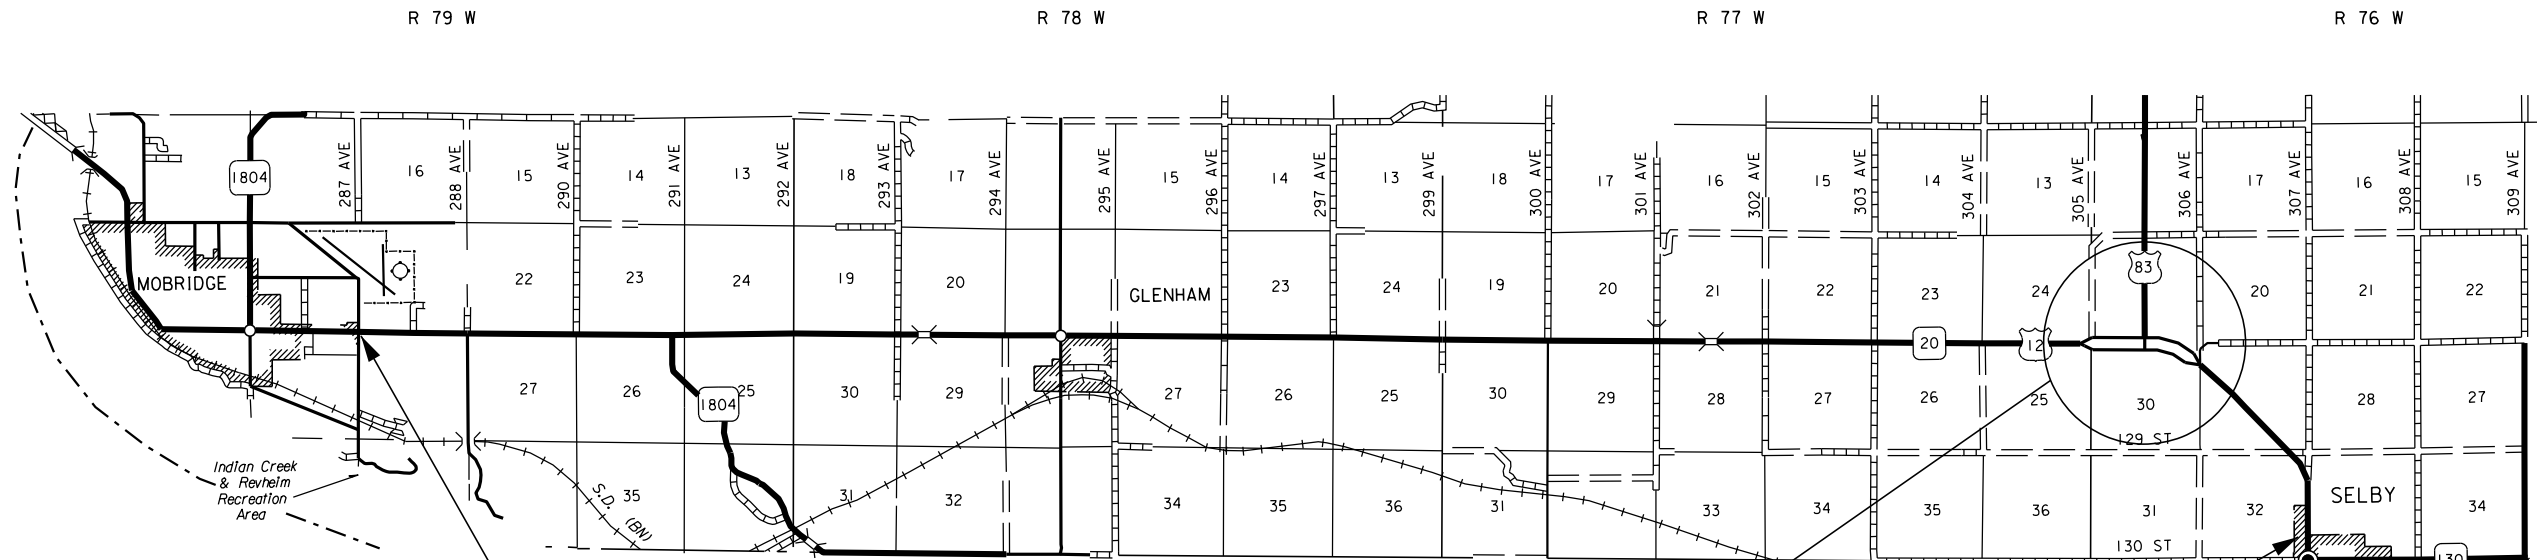 R 79 W R 78 W R 77 W R 76 W
287 AVE 288 AVE 290 AVE 291 AVE 292 AVE 293 AVE 294 AVE 295 AVE 296 AVE 297 AVE 299 AVE 300 AVE 301 AVE 302 AVE 303 AVE 304 AVE 305 AVE 306 AVE 307 AVE 308 AVE 309 AVE
1804 16 15 14 13 18 17 15 14 13 18 17 16 15 14 13 17 16 15
MOBRIDGE 22 23 24 19 20 GLENHAM 23 24 19 20 21 22 23 24 83 20 21 22
20 12
27 26 1804 25 30 29 27 26 25 30 29 28 27 26 25 30 28 27
129 ST
Indian Creek
& Revheim
Recreation
Area
S.D. (BN)
35 31 32 34 35 36 31 33 34 35 36 31 32 SELBY 34
130 ST 130